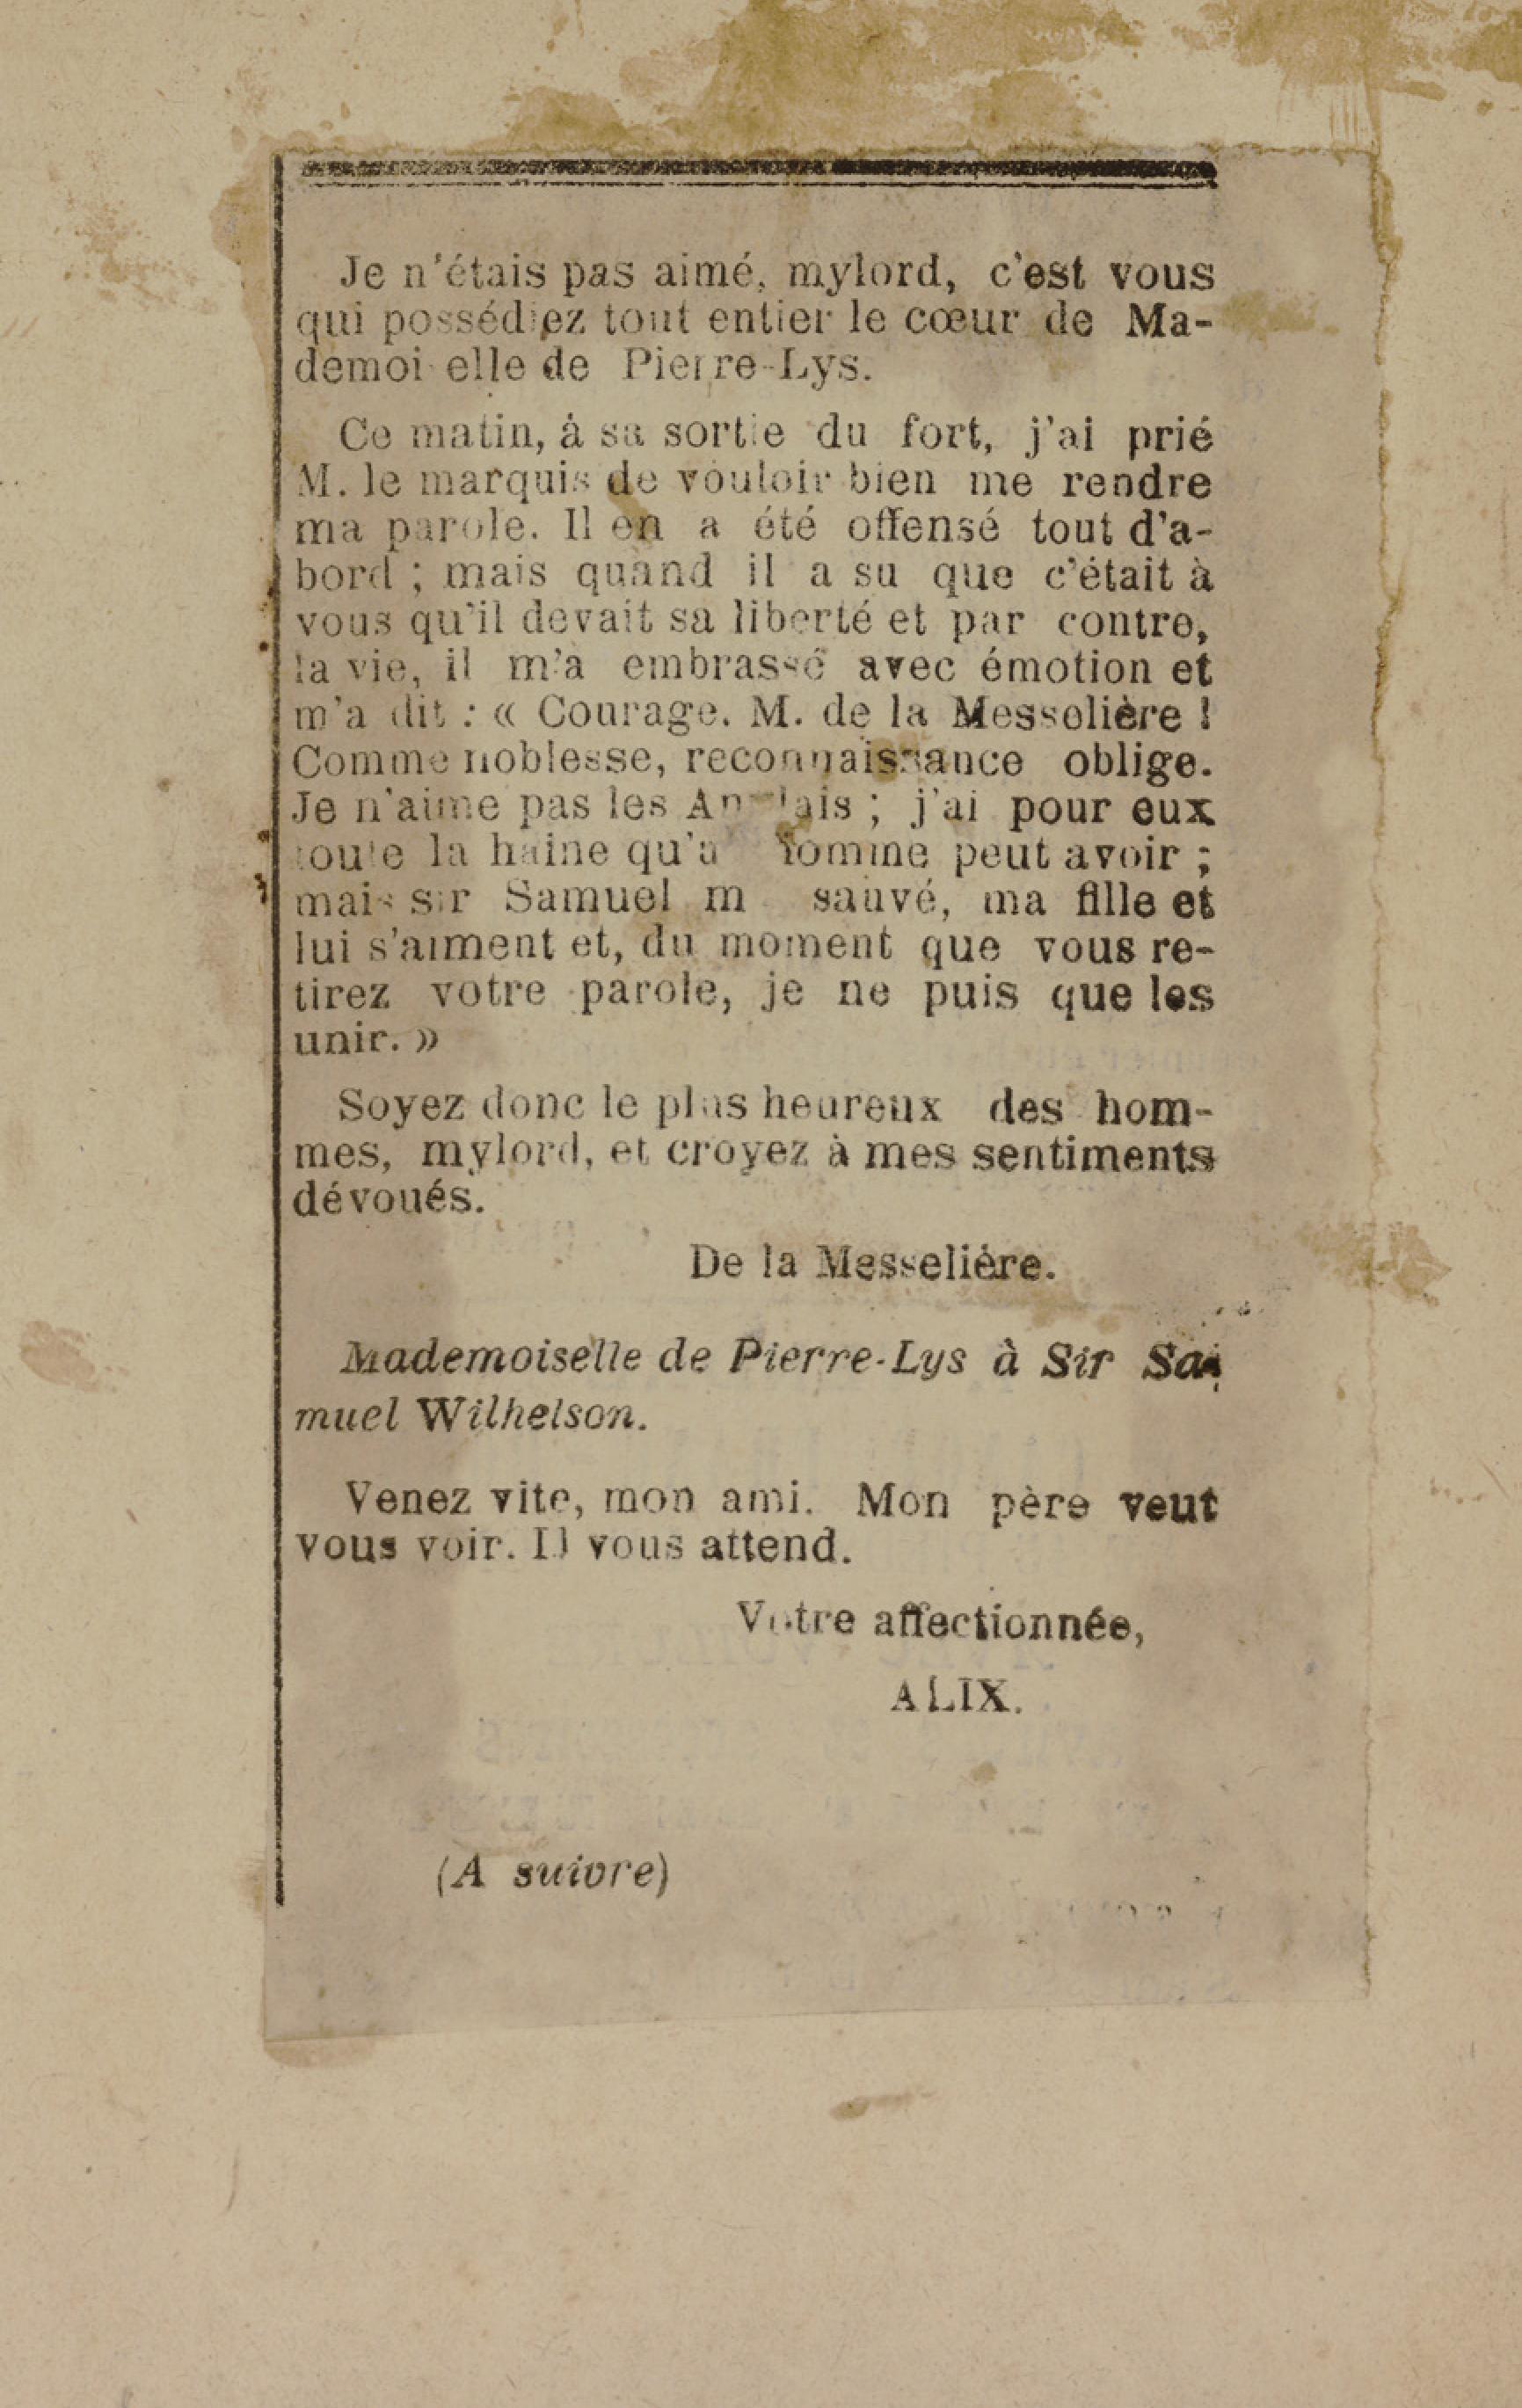 Je n'étais pas aimé, mylord, c'est vous
qui possédiez tout entier le cœur de Ma-
demoiselle de Pierre-Lys.
Ce matin, à sa sortie du fort, j'ai prié
M. le marquis de vouloir bien me rendre
ma parole. Il en a été offensé tout d'a-
bord ; mais quand il a su que c'était à
vous qu'il devait sa liberté et par contre,
la vie, il m'a embrassé avec émotion et
m'a dit : « Courage. M. de la Messelière !
Comme noblesse, reconnaissance oblige.
Je n'aime pas les Anglais ; j'ai pour eux
toute la haine qu'un homme peut avoir ;
mais sir Samuel m sauvé, ma fille et
lui s'aiment et, du moment que vous re-
tirez votre parole, je ne puis que les
unir. »
Soyez donc le plus heureux des hom-
mes, mylord, et croyez à mes sentiments
dévoués.
De la Messelière.
Mademoiselle de Pierre-Lys à Sir Sa-
muel Wilhelson.
Venez vite, mon ami. Mon père veut
vous voir. Il vous attend.
Votre affectionnée,
ALIX.
(A suivre)